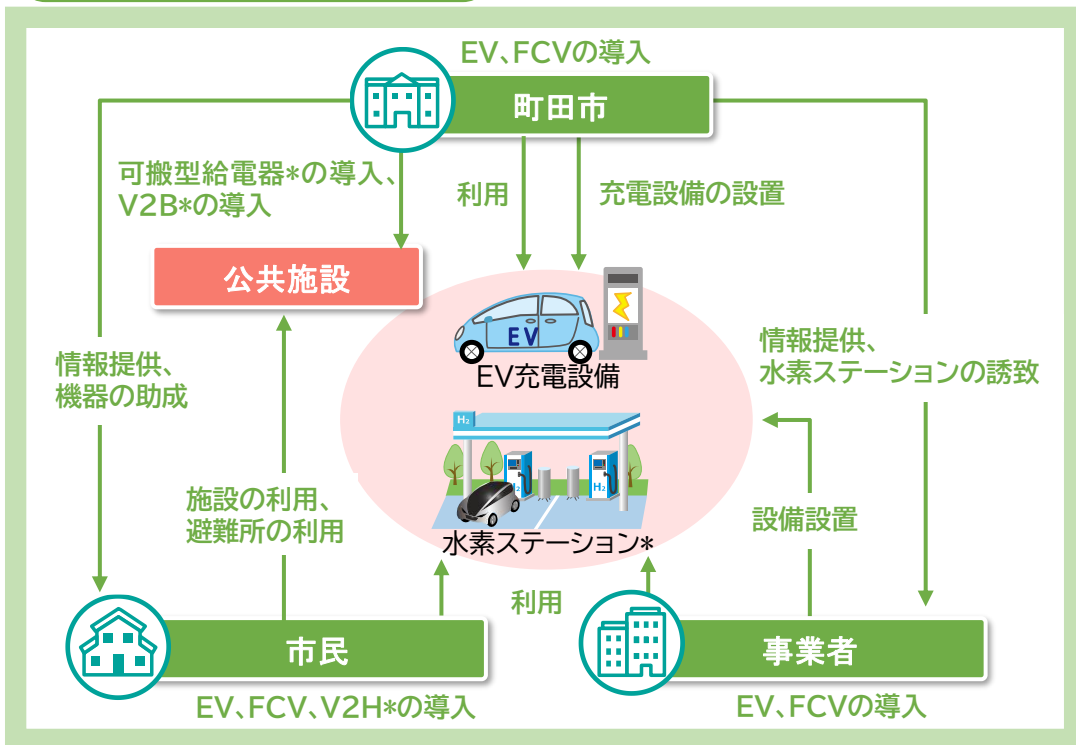 EV、FCVの導入
町田市
可搬型給電器*の導入、
V2B*の導入
利用
充電設備の設置
公共施設
EV
EV充電設備
情報提供、
機器の助成
情報提供、
水素ステーションの誘致
H₂
H₂
H₂
施設の利用、
避難所の利用
設備設置
水素ステーション*
利用
市民
事業者
EV、FCV、V2H*の導入
EV、FCVの導入